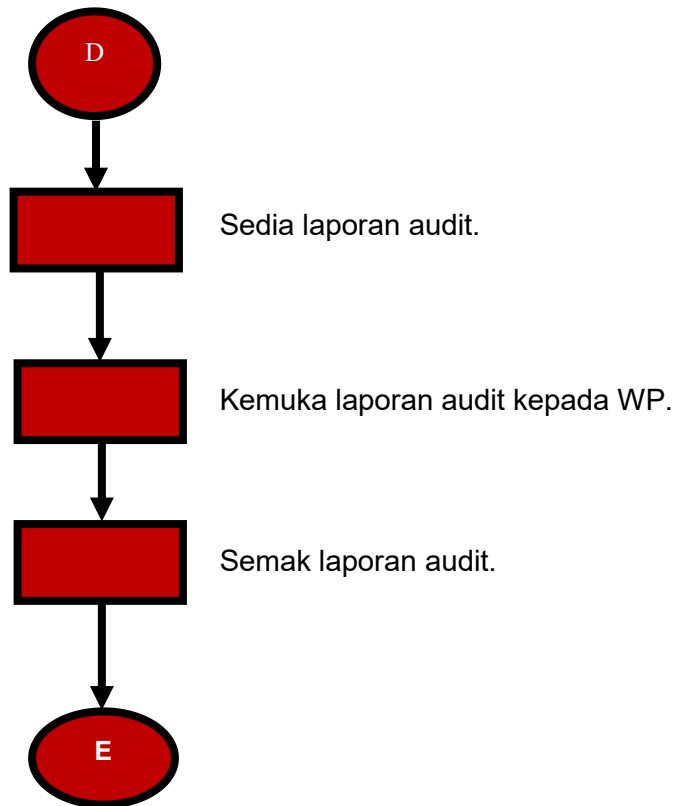 D
Sedia laporan audit.
Kemuka laporan audit kepada WP.
Semak laporan audit.
E